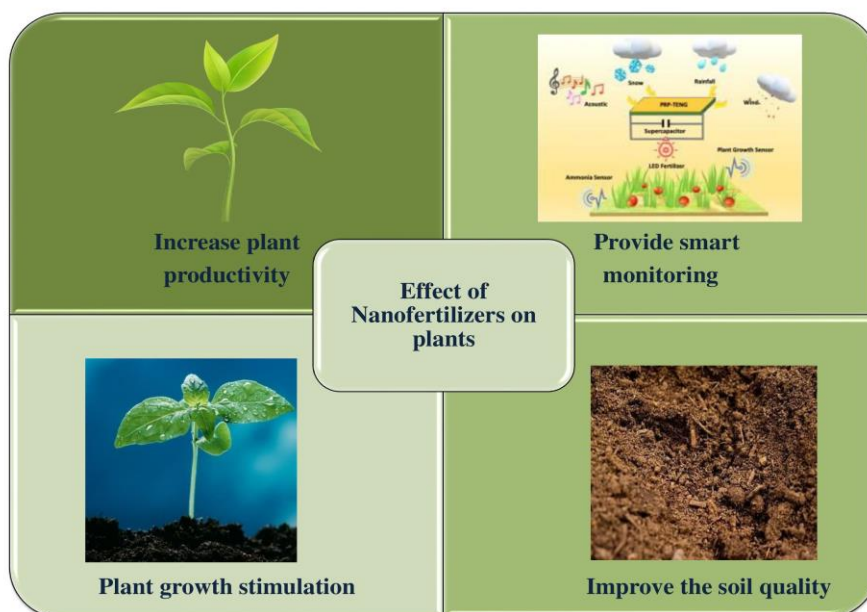 Snow
Rainfall
Acoustic
PRP-TENG
Wind
Supercapacitor
Plant Growth Sensor
LED Fertilizer
Ammonia Sensor
Increase plant
productivity
Provide smart
monitoring
Effect of
Nanofertilizers on
plants
Plant growth stimulation
Improve the soil quality